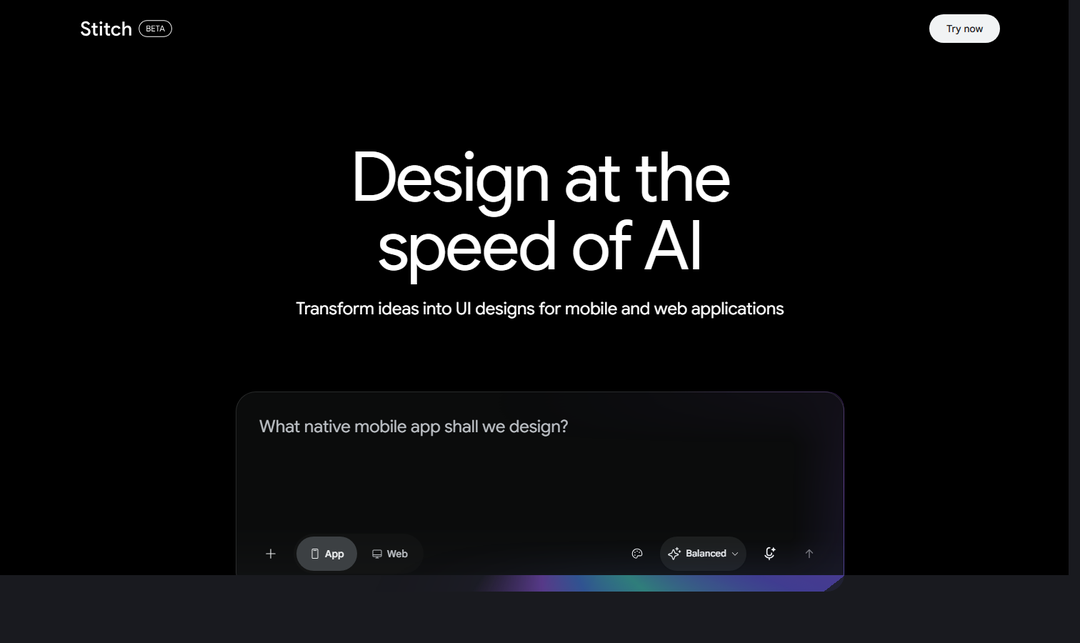 Stitch BETA
Try now
Design at the
speed of AI
Transform ideas into UI designs for mobile and web applications
What native mobile app shall we design?
App
Web
Balanced